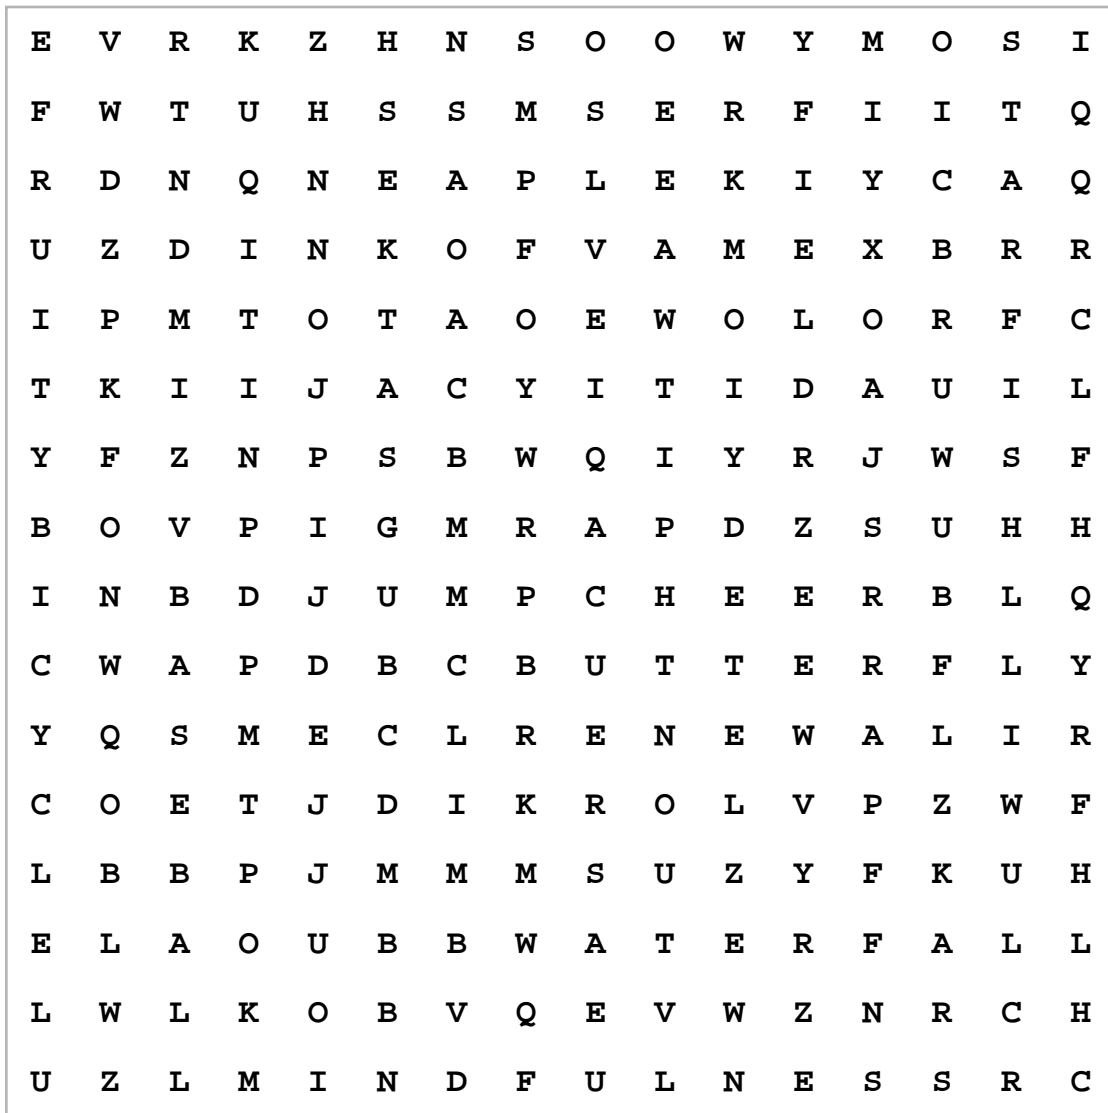 E V R K Z H N S O O W Y M O S I
F W T U H S S M S E R F I I T Q
R D N Q N E A P L E K I Y C A Q
U Z D I N K O F V A M E X B R R
I P M T O T A O E W O L O R F C
T K I I J A C Y I T I D A U I L
Y F Z N P S B W Q I Y R J W S F
B O V P I G M R A P D Z S U H H
I N B D J U M P C H E E R B L Q
C W A P D B C B U T T E R F L Y
Y Q S M E C L R E N E W A L I R
C O E T J D I K R O L V P Z W F
L B B P J M M M S U Z Y F K U H
E L A O U B B W A T E R F A L L
L W L K O B V Q E V W Z N R C H
U Z L M I N D F U L N E S S R C